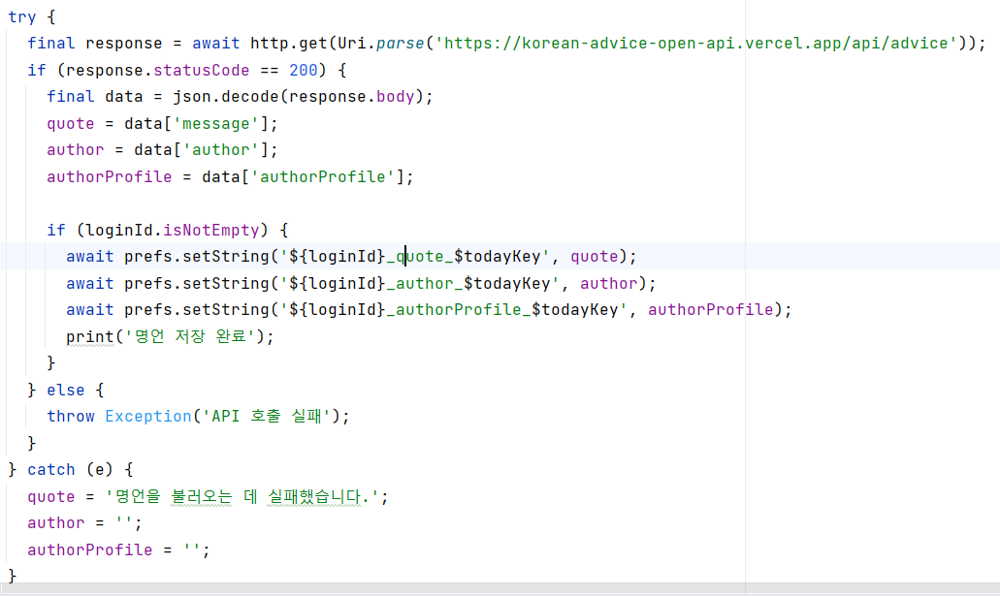 try {
  final response = await http.get(Uri.parse('https://korean-advice-open-api.vercel.app/api/advice'));
  if (response.statusCode == 200) {
    final data = json.decode(response.body);
    quote = data['message'];
    author = data['author'];
    authorProfile = data['authorProfile'];

    if (loginId.isNotEmpty) {
      await prefs.setString('${loginId}_quote_$todayKey', quote);
      await prefs.setString('${loginId}_author_$todayKey', author);
      await prefs.setString('${loginId}_authorProfile_$todayKey', authorProfile);
      print('명언 저장 완료');
    }
  } else {
    throw Exception('API 호출 실패');
  }
} catch (e) {
  quote = '명언을 불러오는 데 실패했습니다.';
  author = '';
  authorProfile = '';
}